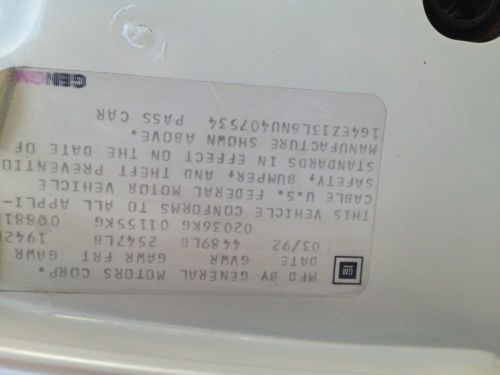 GM
MFD BY GENERAL MOTORS CORP.
DATE GVWR GAWR FRT GAWR
03/92 4489LB 2547LB 1942
02036KG 01155KG 00881
THIS VEHICLE CONFORMS TO ALL APPLI-
CABLE U.S. FEDERAL MOTOR VEHICLE
SAFETY, BUMPER, AND THEFT PREVENTIO
STANDARDS IN EFFECT ON THE DATE OF
MANUFACTURE SHOWN ABOVE.
1G4EZ13L6NU407534 PASS CAR